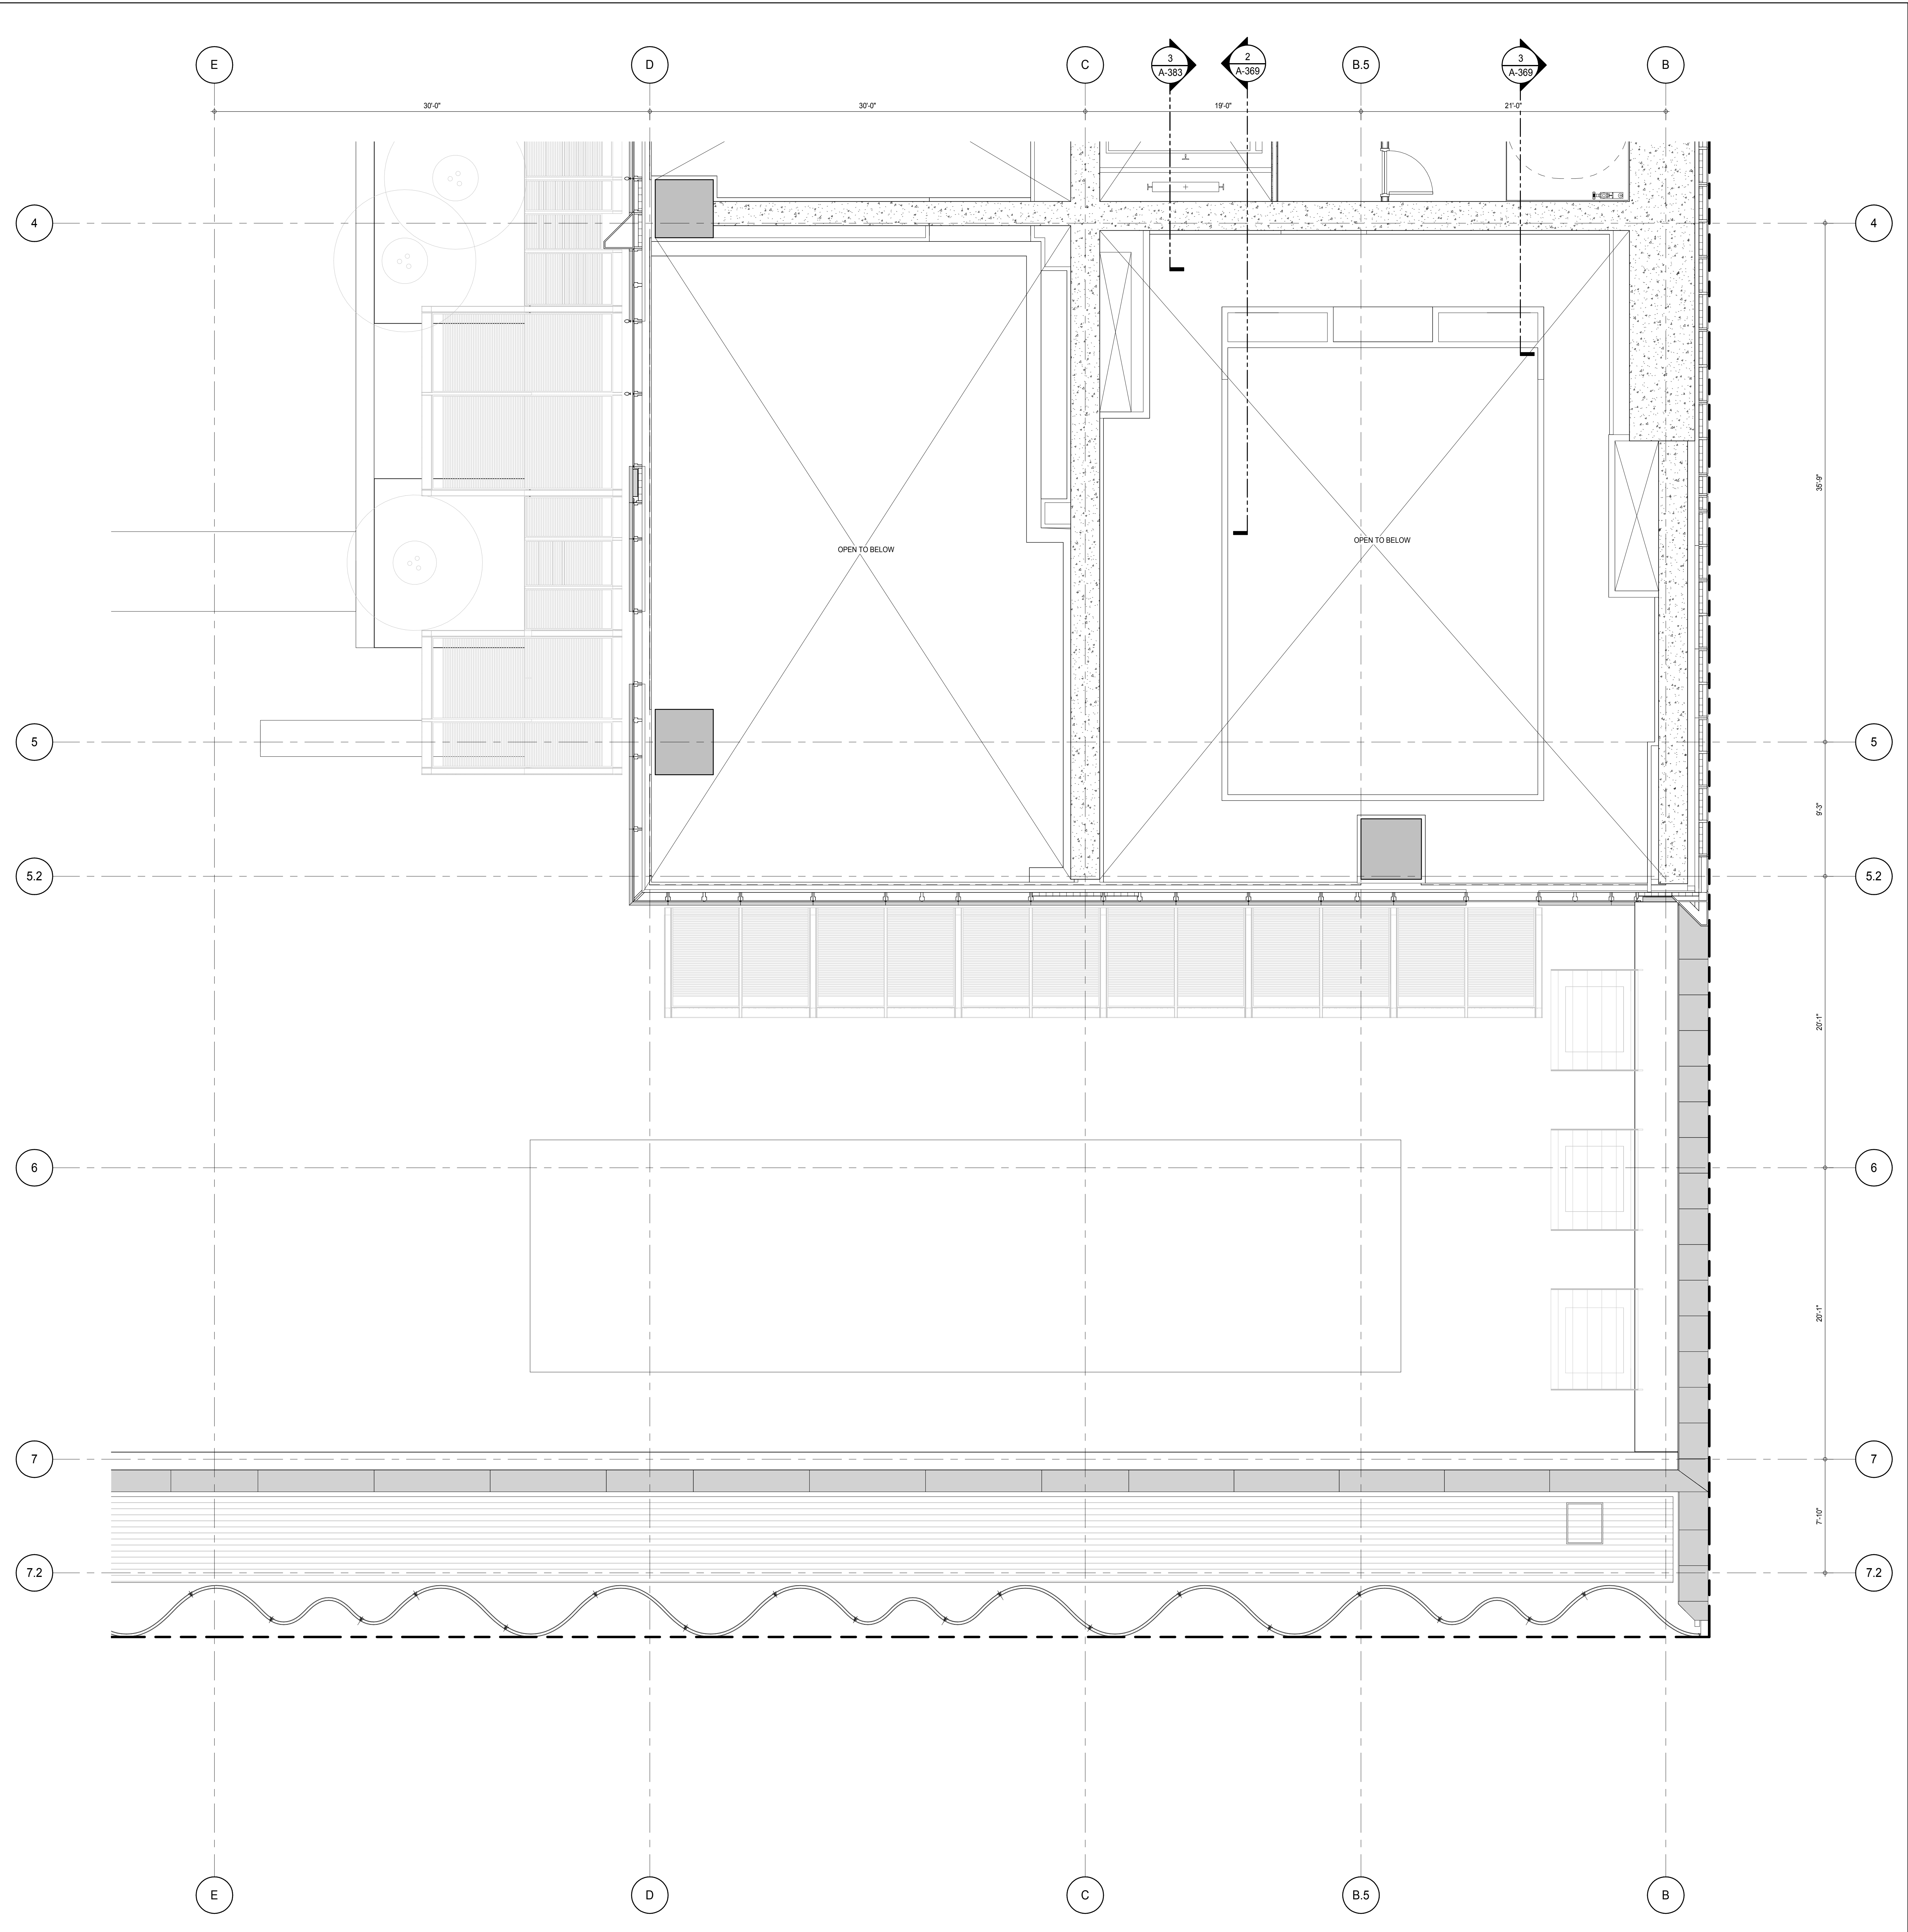 E
D
C
3
A-383
2
A-369
B.5
3
A-369
B
30'-0"
30'-0"
19'-0"
21'-0"
4
4
35'-9"
OPEN TO BELOW
OPEN TO BELOW
5
5
9'-3"
5.2
5.2
20'-1"
6
6
20'-1"
7
7
7'-10"
7.2
7.2
E
D
C
B.5
B